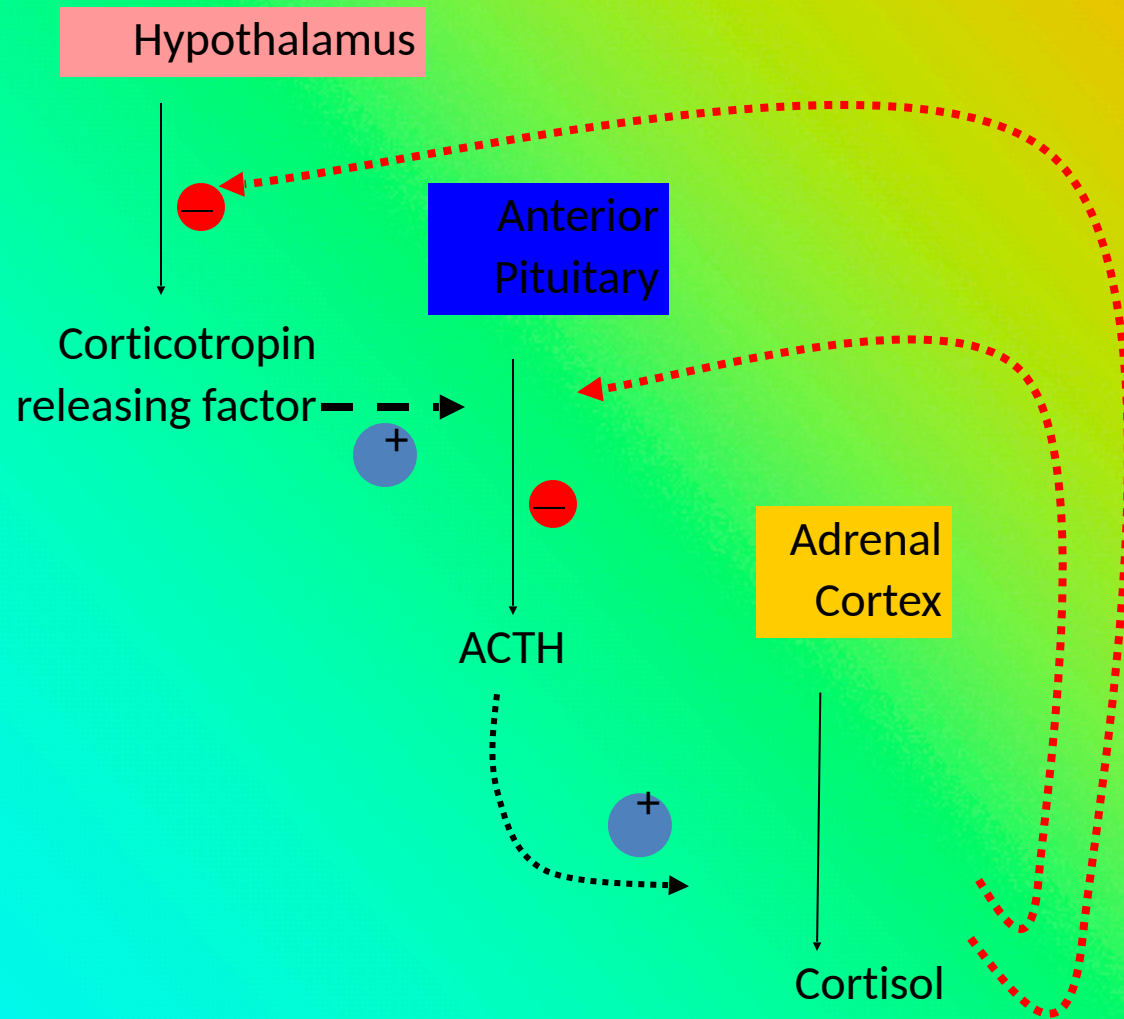 Hypothalamus
Anterior
Pituitary
Corticotropin
releasing factor
+
Adrenal
Cortex
ACTH
+
Cortisol